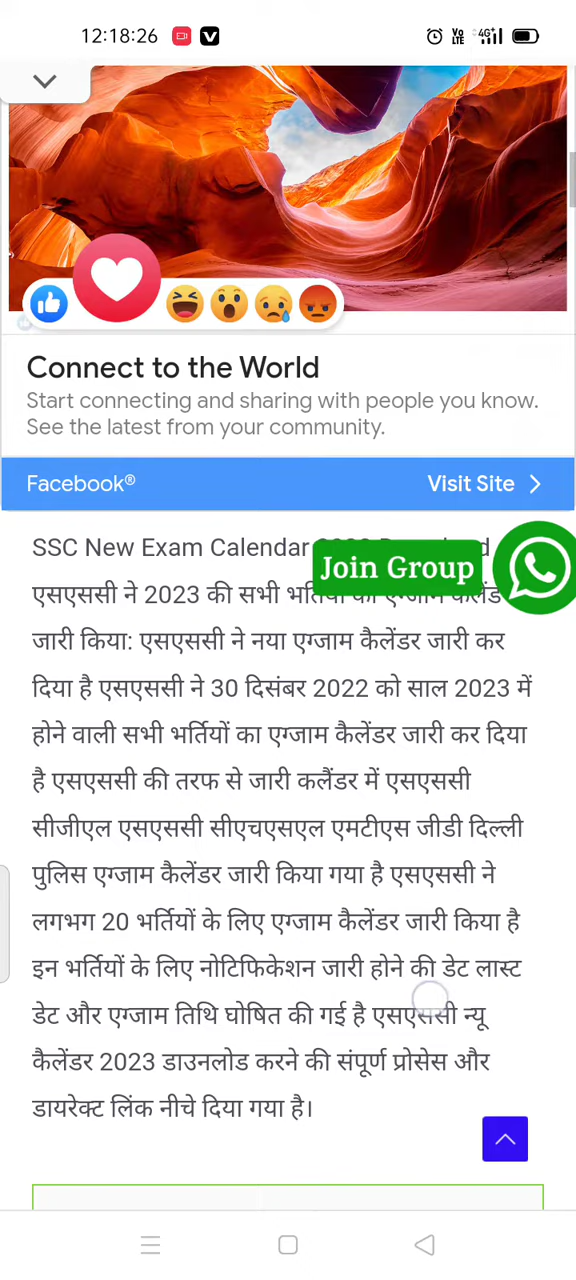 12:18:26
Vo LTE 4G+
Connect to the World
Start connecting and sharing with people you know.
See the latest from your community.
Facebook®
Visit Site
SSC New Exam Calendar
Join Group
एसएससी ने 2023 की सभी
जारी किया: एसएससी ने नया एग्जाम कैलेंडर जारी कर
दिया है एसएससी ने 30 दिसंबर 2022 को साल 2023 में
होने वाली सभी भर्तियों का एग्जाम कैलेंडर जारी कर दिया
है एसएससी की तरफ से जारी कलैंडर में एसएससी
सीजीएल एसएससी सीएचएसएल एमटीएस जीडी दिल्ली
पुलिस एग्जाम कैलेंडर जारी किया गया है एसएससी ने
लगभग 20 भर्तियों के लिए एग्जाम कैलेंडर जारी किया है
इन भर्तियों के लिए नोटिफिकेशन जारी होने की डेट लास्ट
डेट और एग्जाम तिथि घोषित की गई है एसएससी न्यू
कैलेंडर 2023 डाउनलोड करने की संपूर्ण प्रोसेस और
डायरेक्ट लिंक नीचे दिया गया है।